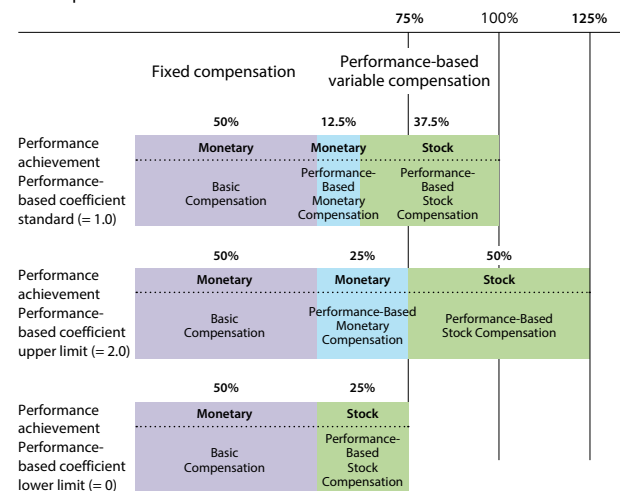 75% 100% 125%
Fixed compensation
Performance-based
variable compensation
50% 12.5% 37.5%
Performance
achievement
Performance-
based coefficient
standard (= 1.0)
Monetary Monetary Stock
Basic
Compensation
Performance-
Based
Monetary
Compensation
Performance-
Based
Stock
Compensation
50% 25% 50%
Performance
achievement
Performance-
based coefficient
upper limit (= 2.0)
Monetary Monetary Stock
Basic
Compensation
Performance-Based
Monetary
Compensation
Performance-Based
Stock Compensation
50% 25%
Performance
achievement
Performance-
based coefficient
lower limit (= 0)
Monetary Stock
Basic
Compensation
Performance-
Based
Stock
Compensation